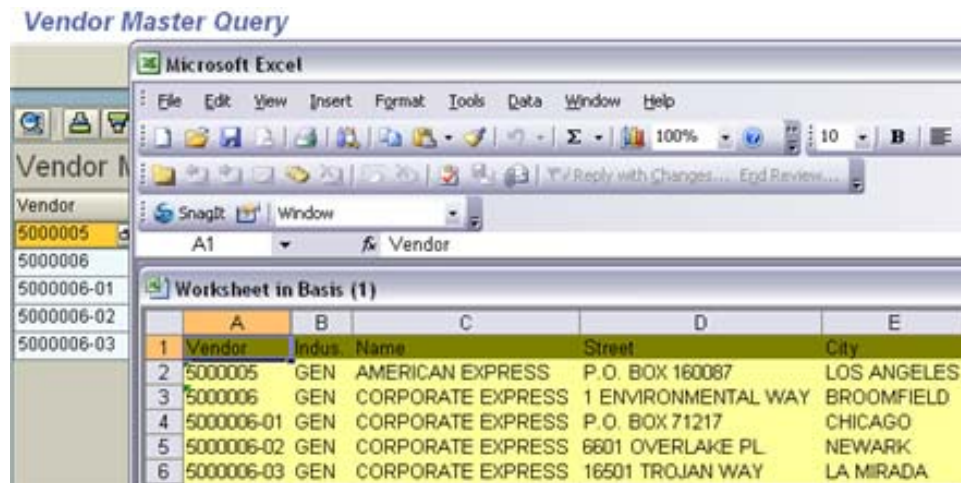 Vendor Master Query
Microsoft Excel
File Edit View Insert Format Tools Data Window Help
100% 10 B
Reply with Changes... End Review...
SnagIt Window
A1 fx Vendor
Vendor M
Vendor
5000005
5000006
5000006-01
5000006-02
5000006-03
Worksheet in Basis (1)
A B C D E
1 Vendor Indus. Name Street City
2 5000005 GEN AMERICAN EXPRESS P.O. BOX 160087 LOS ANGELES
3 5000006 GEN CORPORATE EXPRESS 1 ENVIRONMENTAL WAY BROOMFIELD
4 5000006-01 GEN CORPORATE EXPRESS P.O. BOX 71217 CHICAGO
5 5000006-02 GEN CORPORATE EXPRESS 6601 OVERLAKE PL NEWARK
6 5000006-03 GEN CORPORATE EXPRESS 16501 TROJAN WAY LA MIRADA